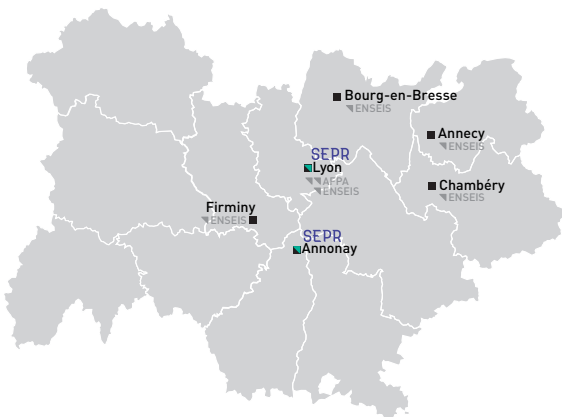 Bourg-en-Bresse
ENSEIS
Annecy
ENSEIS
SEPR
Lyon
AFPA
ENSEIS
Chambéry
ENSEIS
Firminy
ENSEIS
SEPR
Annonay